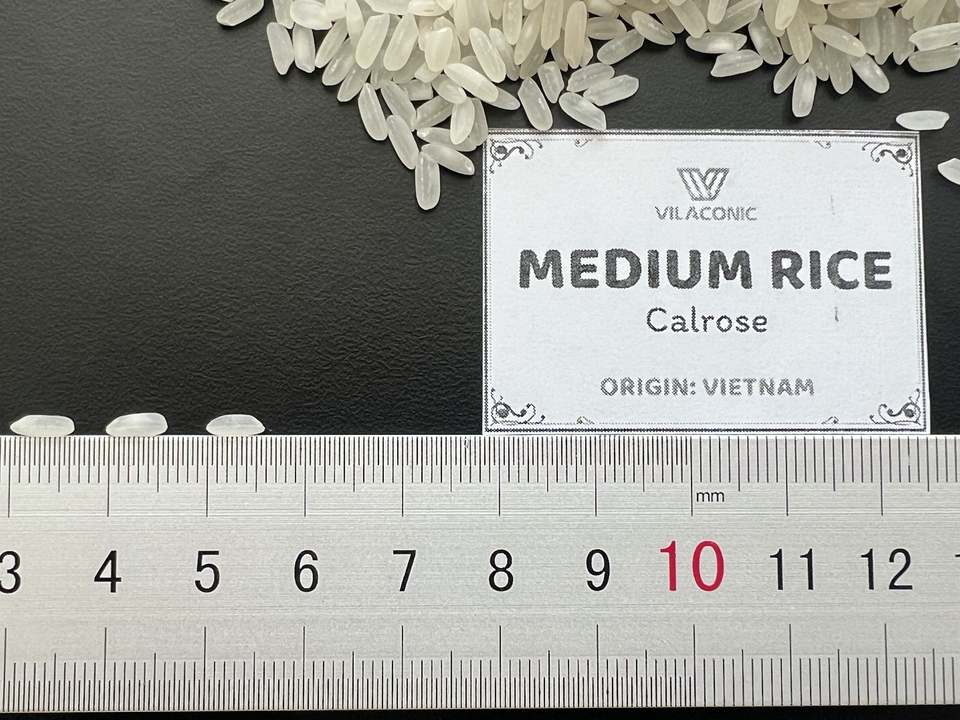 VILACONIC
MEDIUM RICE
Calrose
ORIGIN: VIETNAM
mm
3 4 5 6 7 8 9 10 11 12